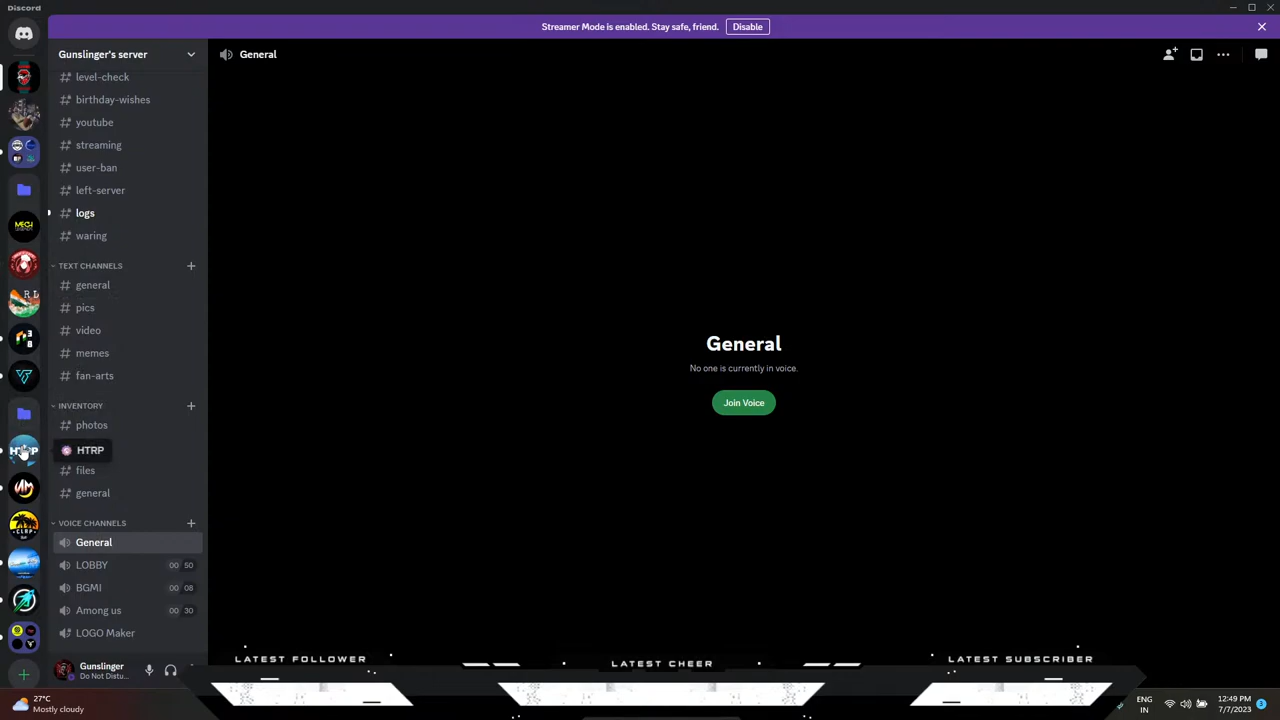 Discord
Streamer Mode is enabled. Stay safe, friend.
Disable
Gunslinger's server
General
level-check
birthday-wishes
youtube
streaming
user-ban
left-server
logs
waring
TEXT CHANNELS
general
pics
video
memes
fan-arts
INVENTORY
photos
HTRP
files
general
VOICE CHANNELS
General
LOBBY 00 50
BGMI 00 08
Among us 00 30
LOGO Maker
Gunslinger
Do Not Distu...
General
No one is currently in voice.
Join Voice
LATEST FOLLOWER
LATEST CHEER
LATEST SUBSCRIBER
27°C
Mostly cloudy
ENG
IN
12:49 PM
7/7/2023
3